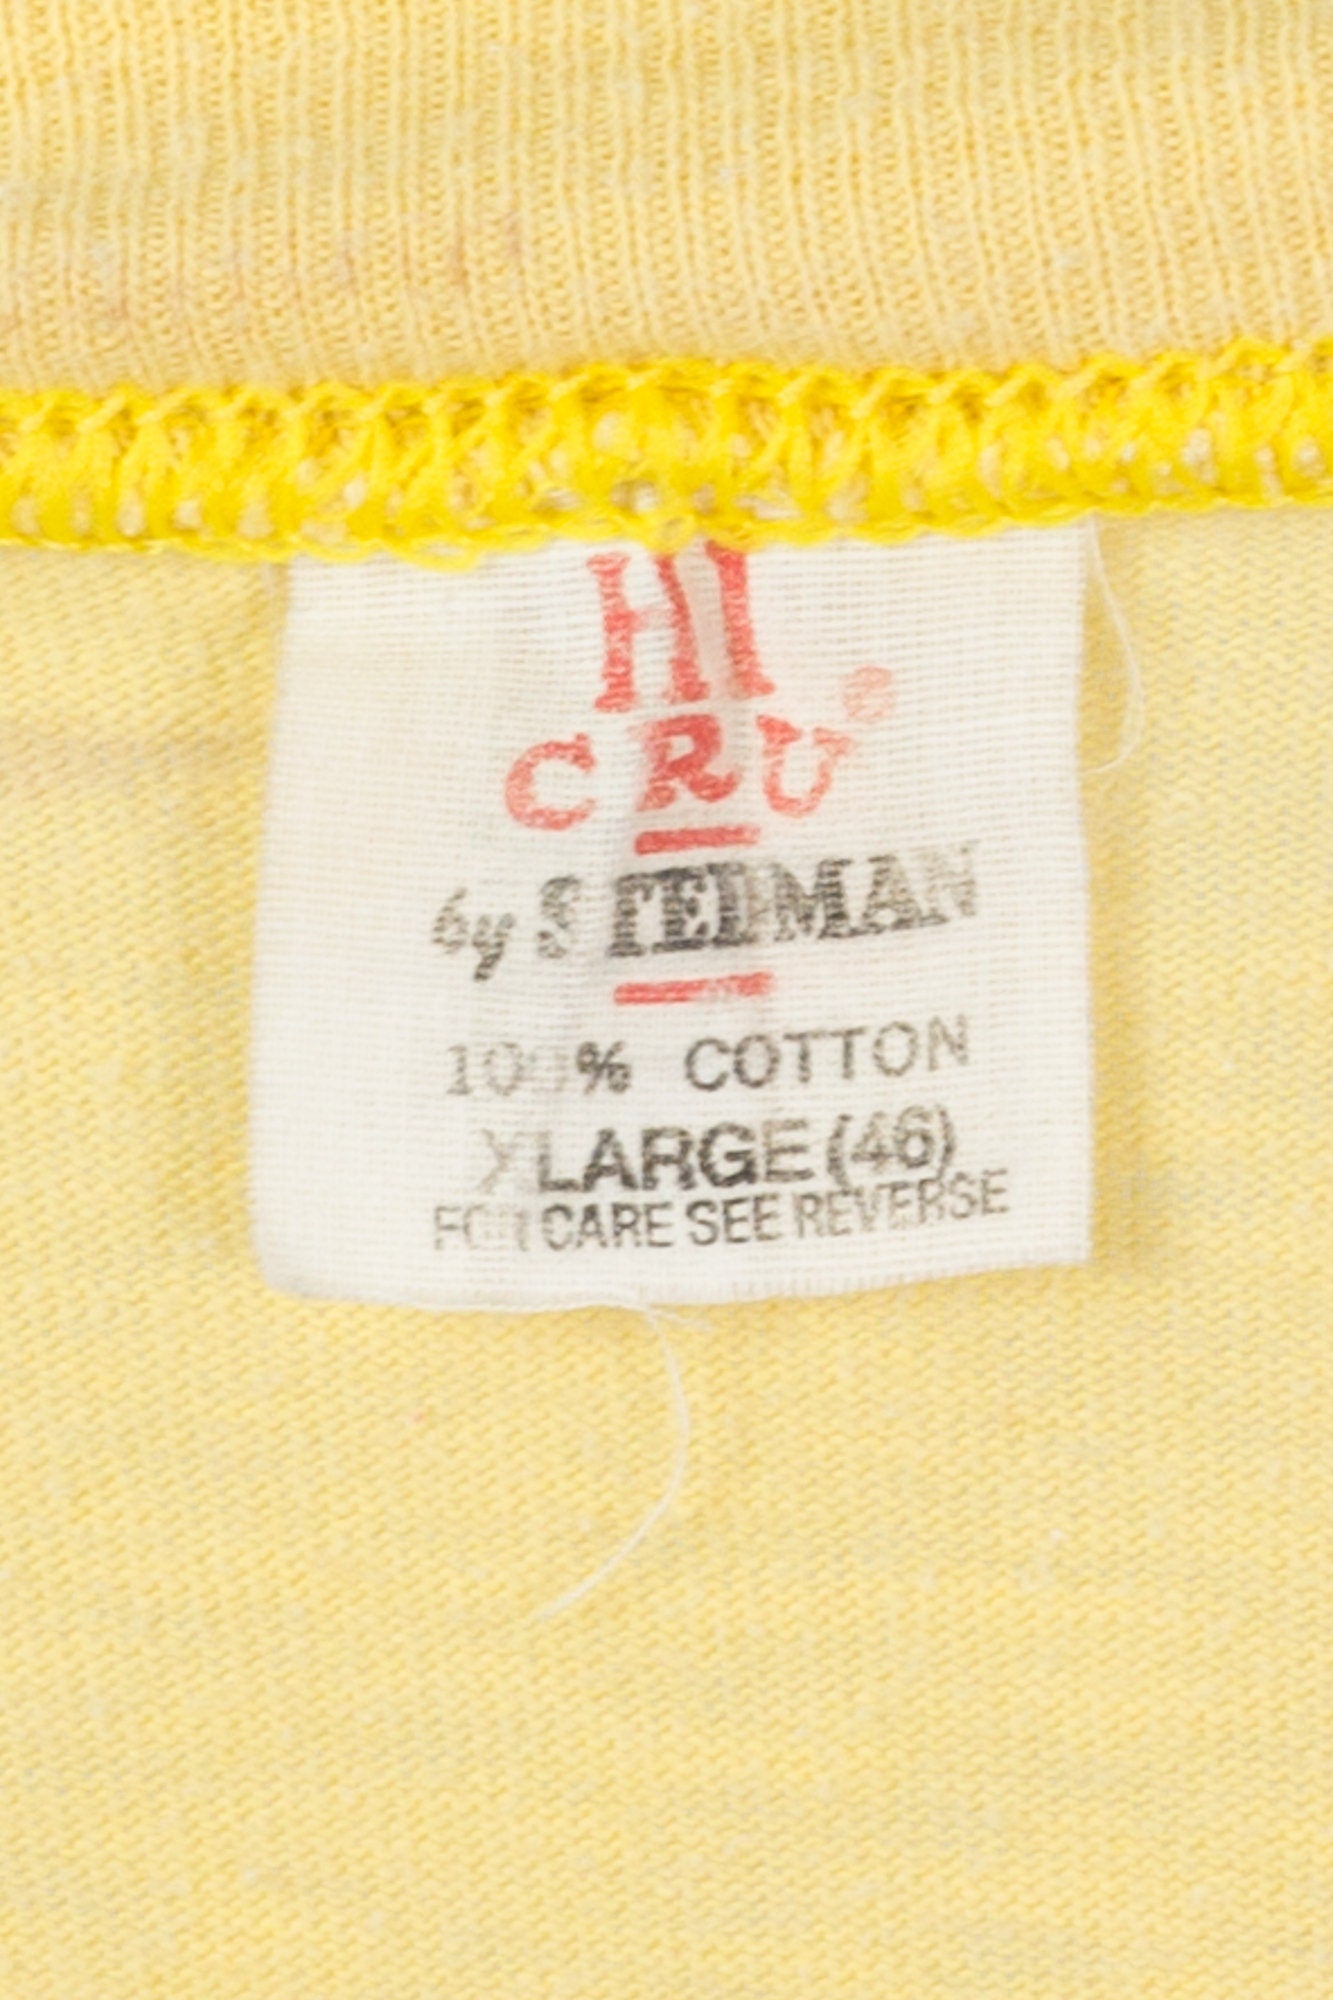 HI
CRU®
by STEDMAN
100% COTTON
XLARGE (46)
FOR CARE SEE REVERSE